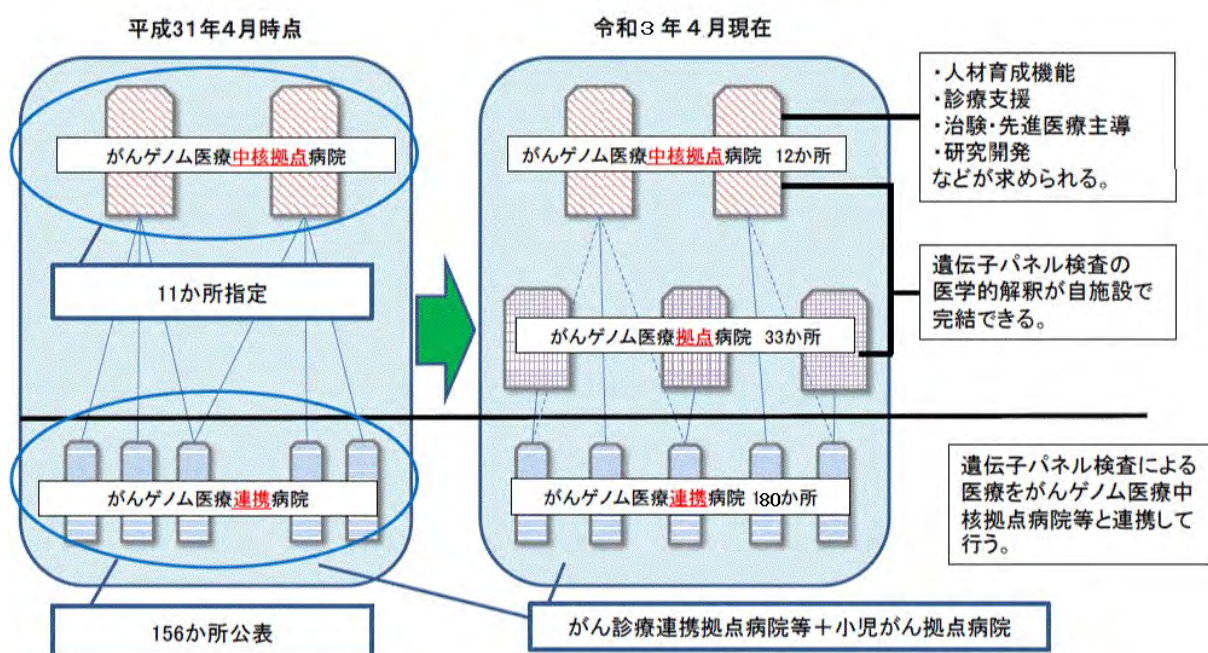 平成31年4月時点
がんゲノム医療中核拠点病院
11か所指定
がんゲノム医療連携病院
156か所公表
令和3年4月現在
がんゲノム医療中核拠点病院 12か所
がんゲノム医療拠点病院 33か所
がんゲノム医療連携病院 180か所
がん診療連携拠点病院等+小児がん拠点病院
・人材育成機能
・診療支援
・治験・先進医療主導
・研究開発
などが求められる。
遺伝子パネル検査の
医学的解釈が自施設で
完結できる。
遺伝子パネル検査による
医療をがんゲノム医療中
核拠点病院等と連携して
行う。